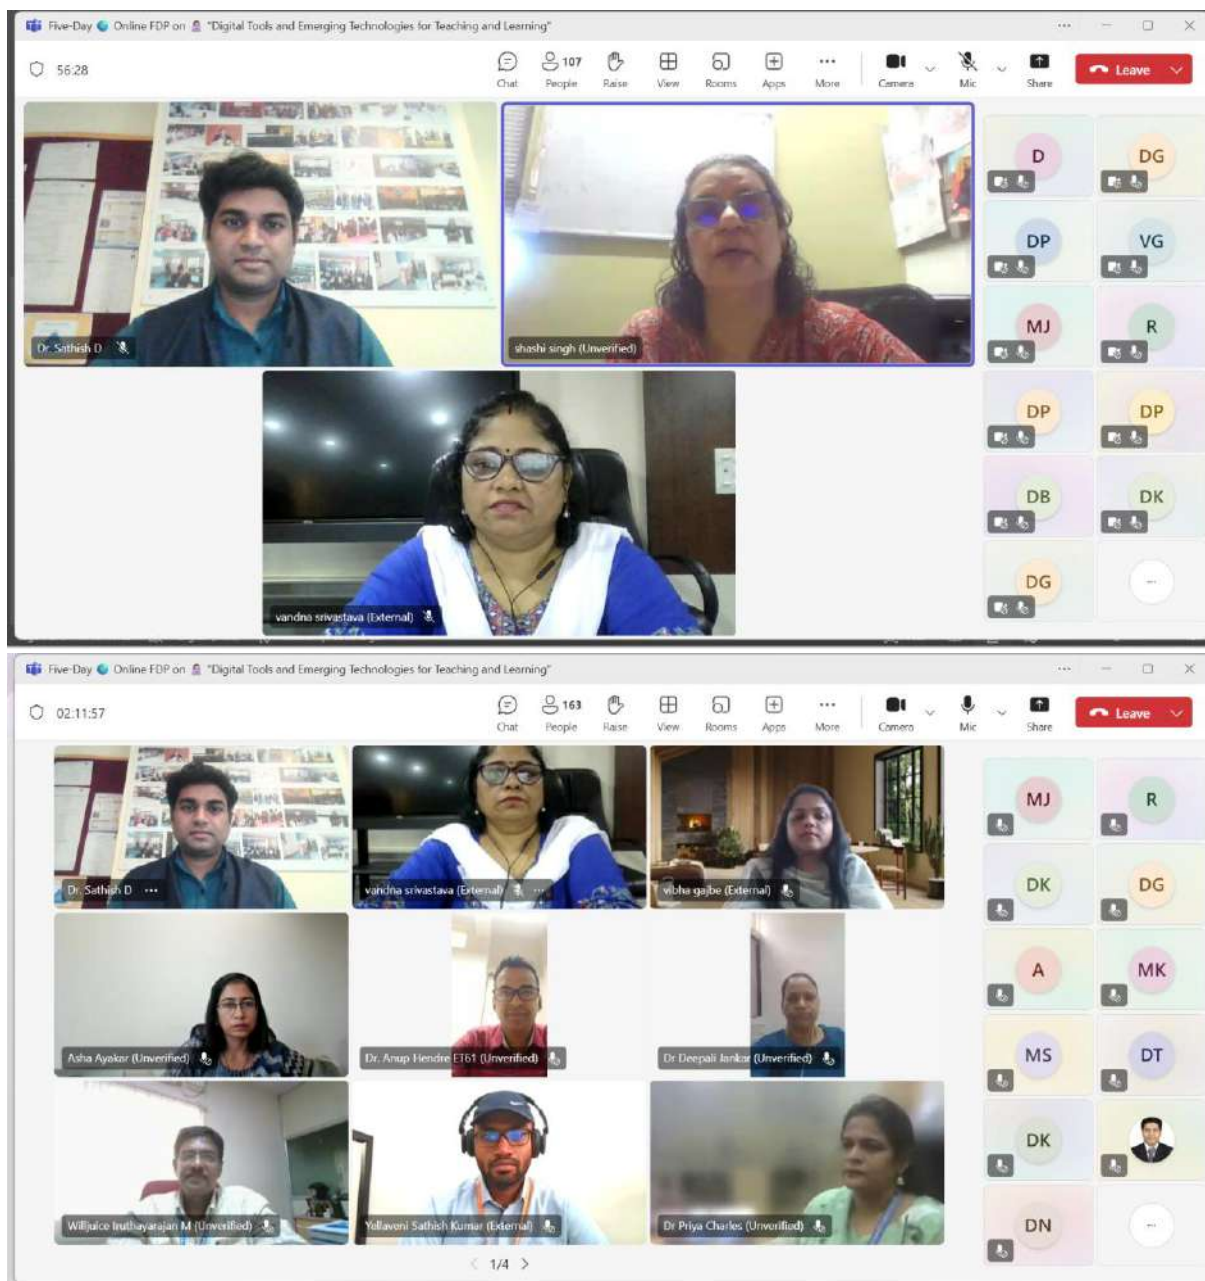 Five-Day Online FDP on "Digital Tools and Emerging Technologies for Teaching and Learning"
56:28
107
Chat People Raise View Rooms Apps More Camera Mic Share Leave
Dr. Sathish D
shashi singh (Unverified)
vandna srivastava (External)
D DG
DP VG
MJ R
DP DP
DB DK
DG
Five-Day Online FDP on "Digital Tools and Emerging Technologies for Teaching and Learning"
02:11:57
163
Chat People Raise View Rooms Apps More Camera Mic Share Leave
Dr. Sathish D
vandna srivastava (External)
vibha gajbe (External)
Asha Ayakar (Unverified)
Dr. Anup Hendre ET61 (Unverified)
Dr Deepali Jankar (Unverified)
Willjuice Iruthayarajan M (Unverified)
Yellaveni Sathish Kumar (External)
Dr Priya Charles (Unverified)
MJ R
DK DG
A MK
MS DT
DK
DN
1/4